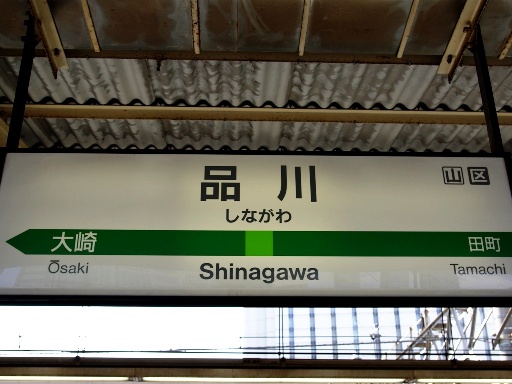 品川
山 区
しながわ
大崎 田町
Ōsaki Shinagawa Tamachi